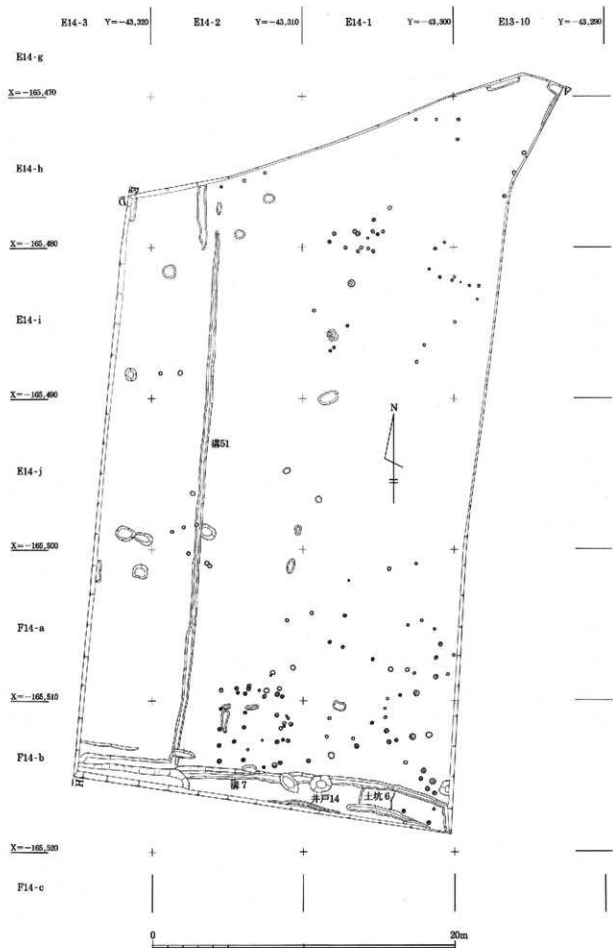 E14-3 Y=-43,320 E14-2 Y=-43,310 E14-1 Y=-43,300 E13-10 Y=-43,290
E14-g
X=-165,470
E14-h
X=-165,480
E14-i
X=-165,490
N
溝51
E14-j
X=-165,500
F14-a
X=-165,510
F14-b
溝7
井戸14
土坑6
H
X=-165,520
F14-c
0 20m